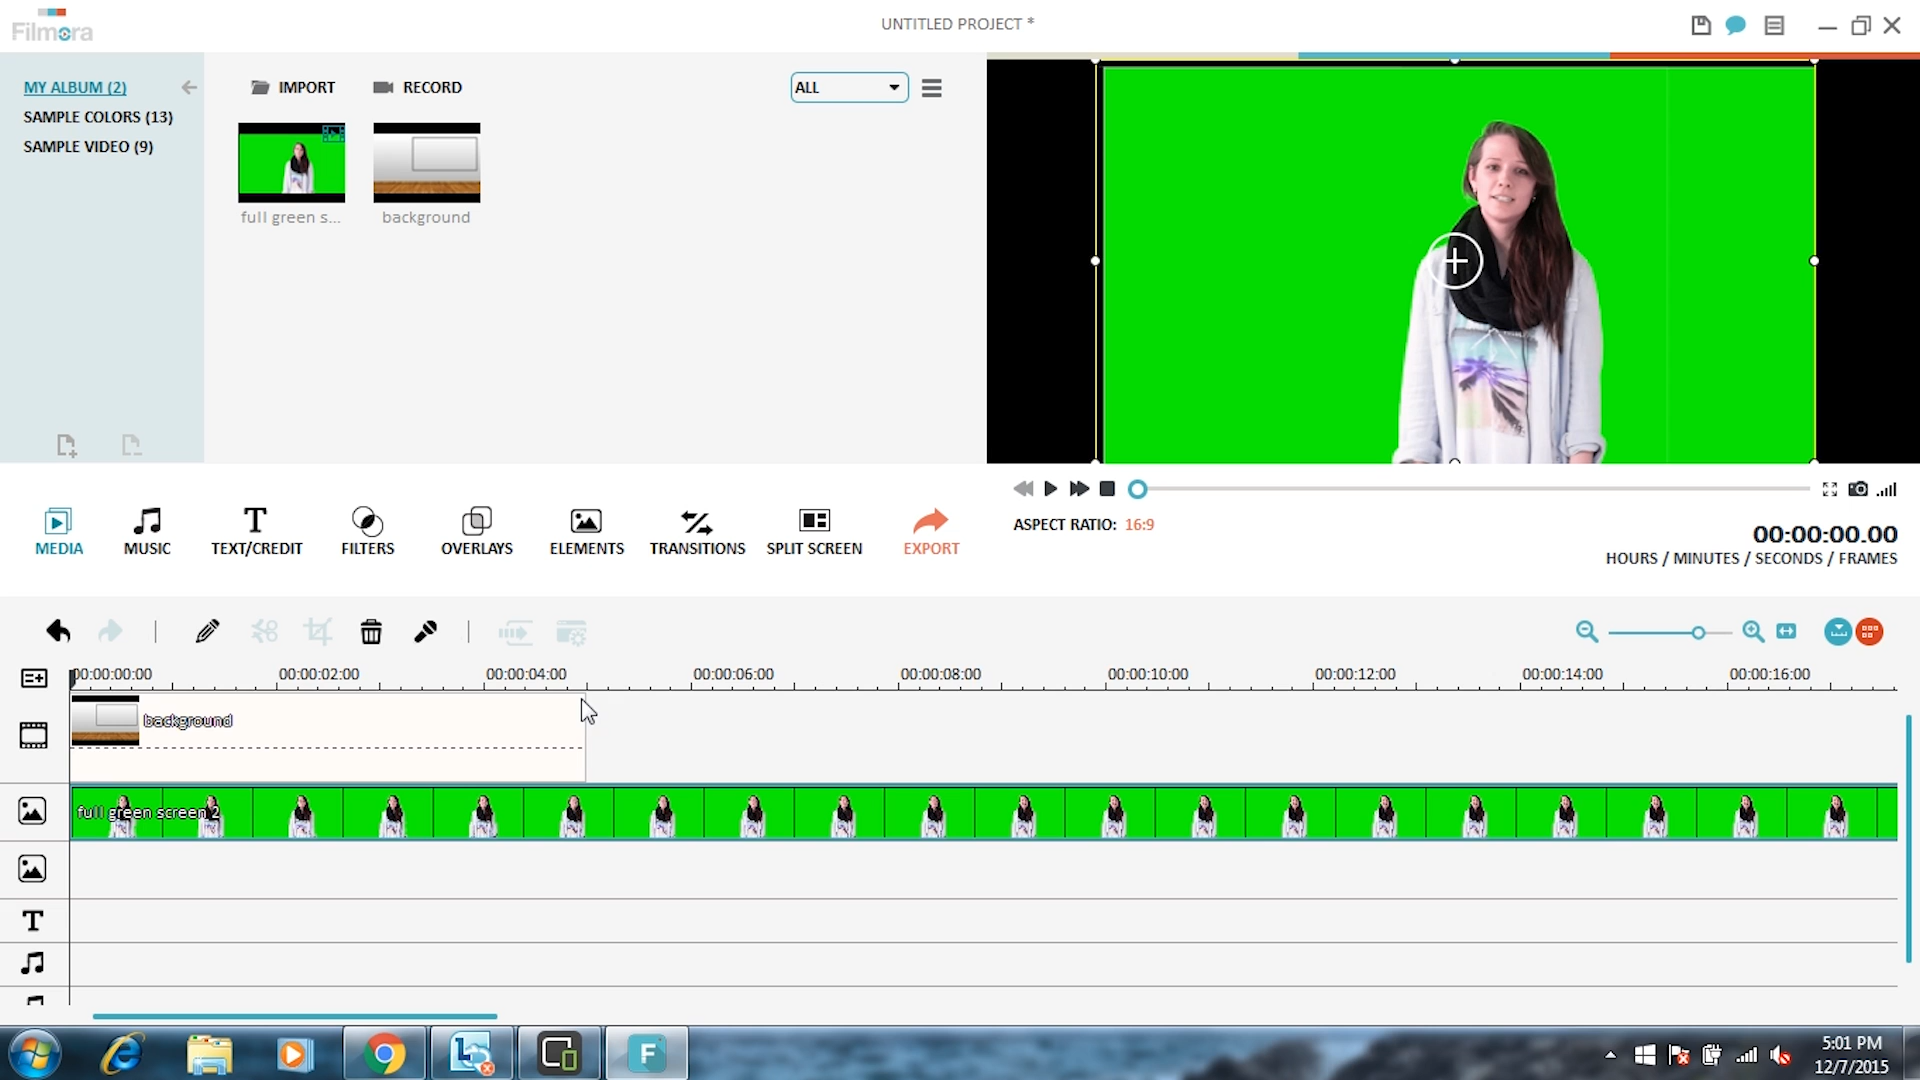 Filmora
UNTITLED PROJECT *
MY ALBUM (2)
SAMPLE COLORS (13)
SAMPLE VIDEO (9)
IMPORT
RECORD
ALL
full green s...
background
MEDIA
MUSIC
TEXT/CREDIT
FILTERS
OVERLAYS
ELEMENTS
TRANSITIONS
SPLIT SCREEN
EXPORT
ASPECT RATIO: 16:9
00:00:00.00
HOURS / MINUTES / SECONDS / FRAMES
00:00:00:00
00:00:02:00
00:00:04:00
00:00:06:00
00:00:08:00
00:00:10:00
00:00:12:00
00:00:14:00
00:00:16:00
background
full green screen 2
T
F
5:01 PM
12/7/2015